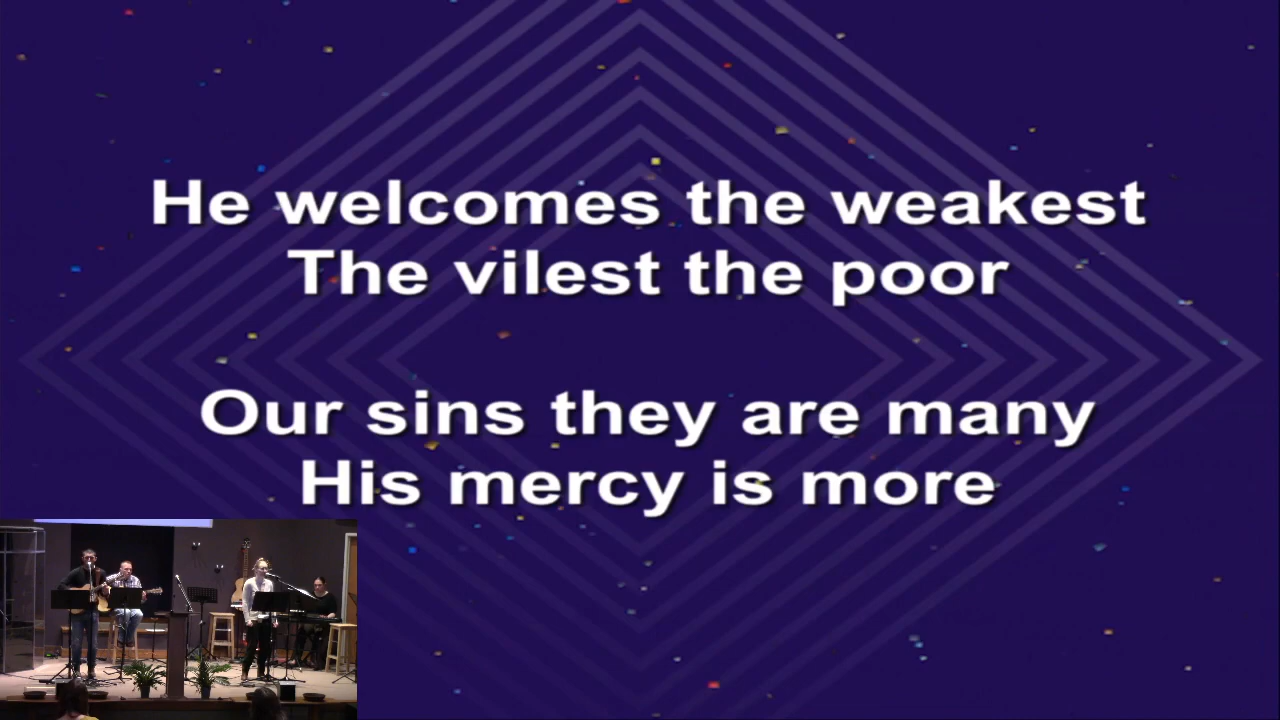 He welcomes the weakest
The vilest the poor
Our sins they are many
His mercy is more